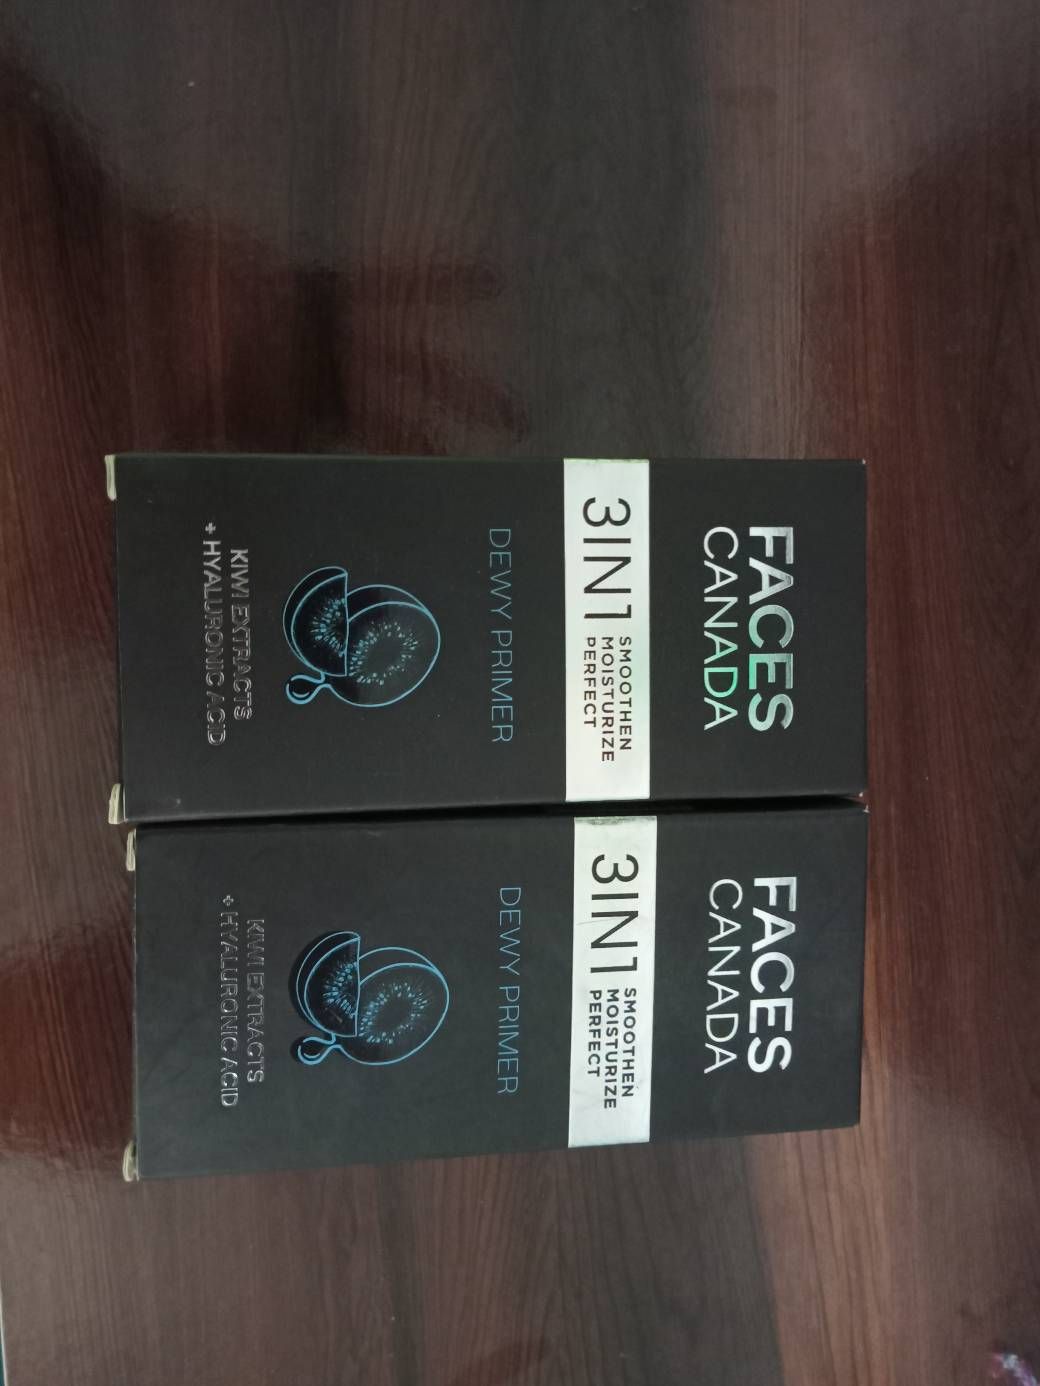 FACES
CANADA
3IN1
SMOOTHEN
MOISTURIZE
PERFECT
DEWY PRIMER
KIWI EXTRACTS
+ HYALURONIC ACID
FACES
CANADA
3IN1
SMOOTHEN
MOISTURIZE
PERFECT
DEWY PRIMER
KIWI EXTRACTS
+ HYALURONIC ACID